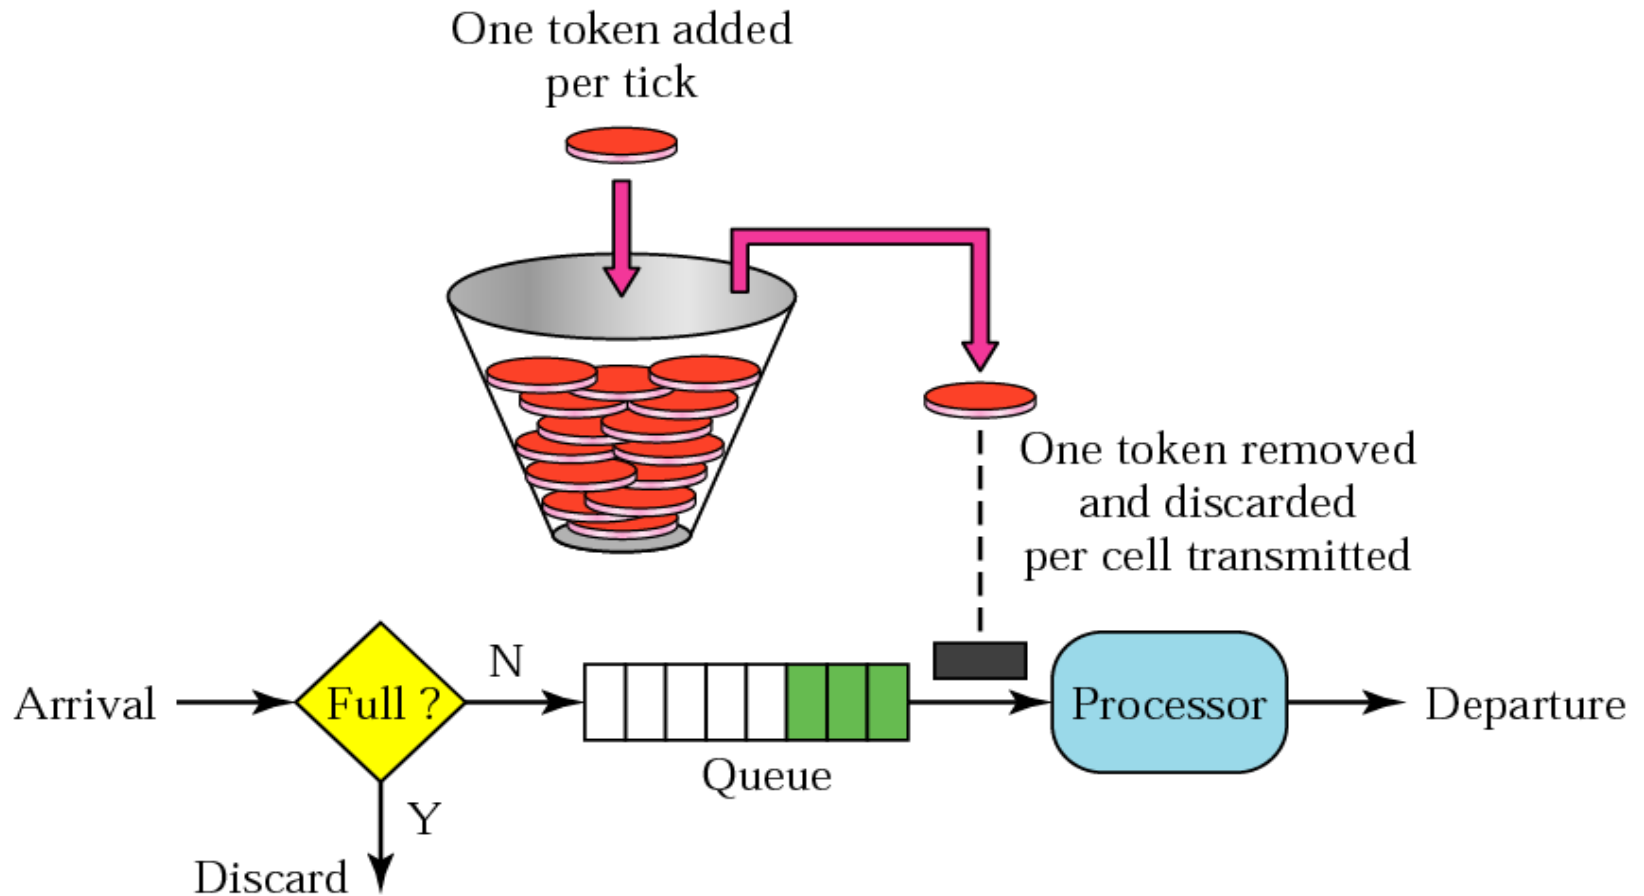 One token added
per tick
One token removed
and discarded
per cell transmitted
Arrival
Full ?
N
Y
Discard
Queue
Processor
Departure